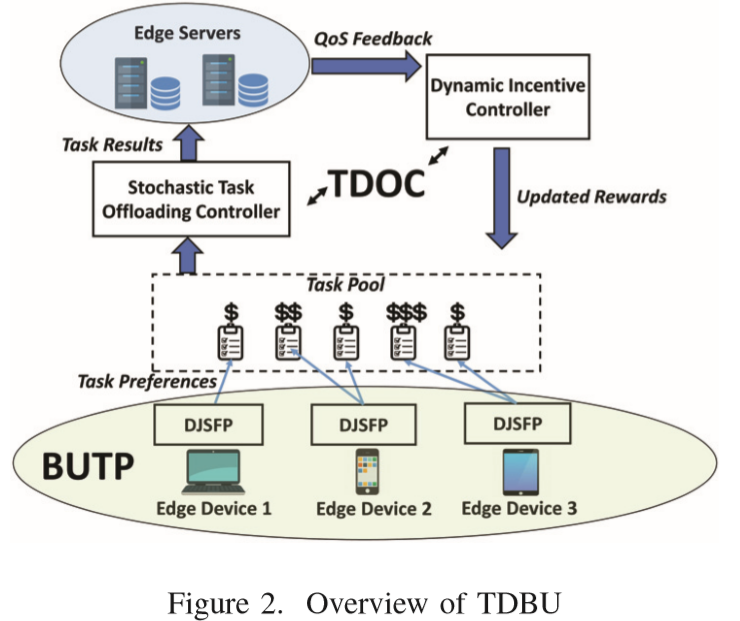 Edge Servers
QoS Feedback
Dynamic Incentive
Controller
Task Results
Stochastic Task
Offloading Controller
TDOC
Updated Rewards
Task Pool
$ $$ $ $$$ $
Task Preferences
DJSFP DJSFP DJSFP
BUTP
Edge Device 1 Edge Device 2 Edge Device 3
Figure 2. Overview of TDBU